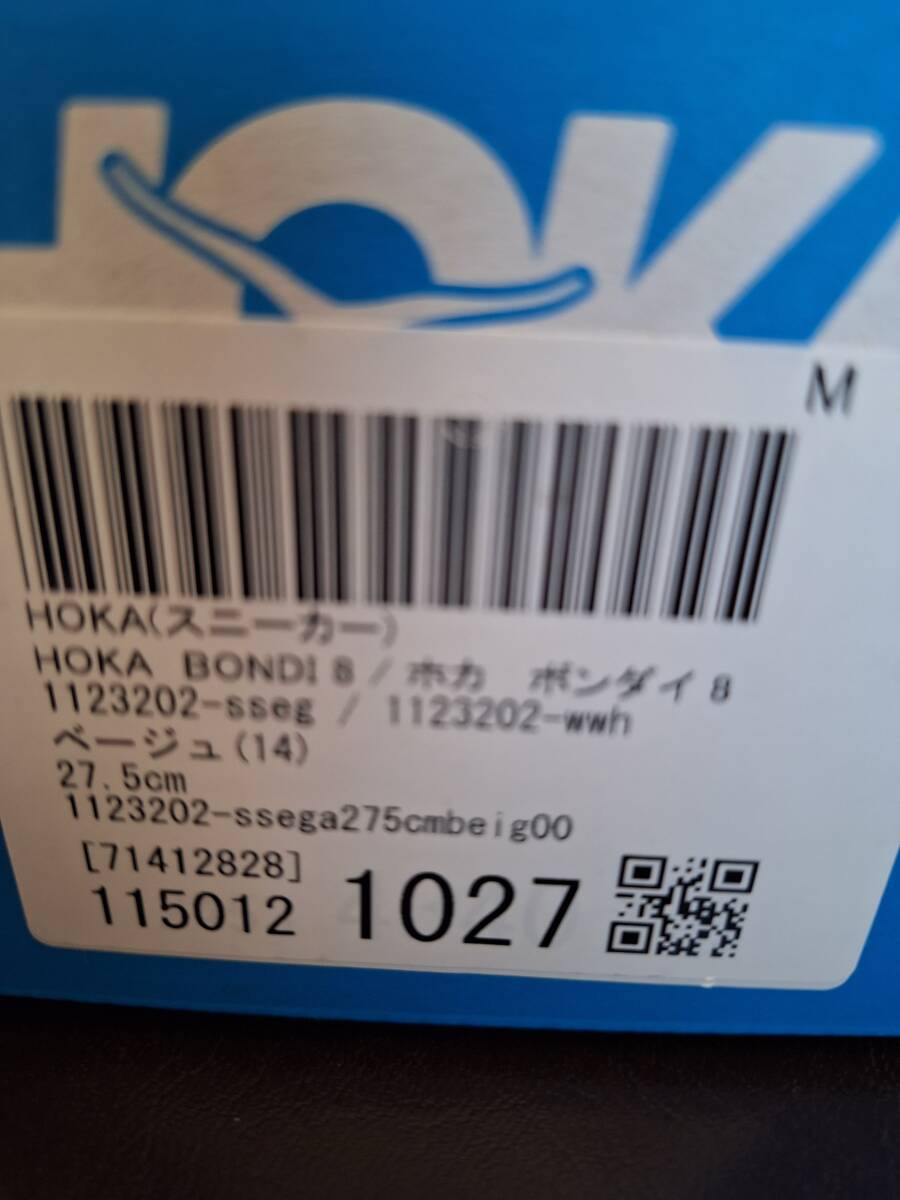 HOKA
M
HOKA(スニーカー)
HOKA BONDI 8 / ホカ ボンダイ 8
1123202-sseg / 1123202-wwh
ベージュ(14)
27.5cm
1123202-ssega275cmbeig00
[71412828]
115012 1027